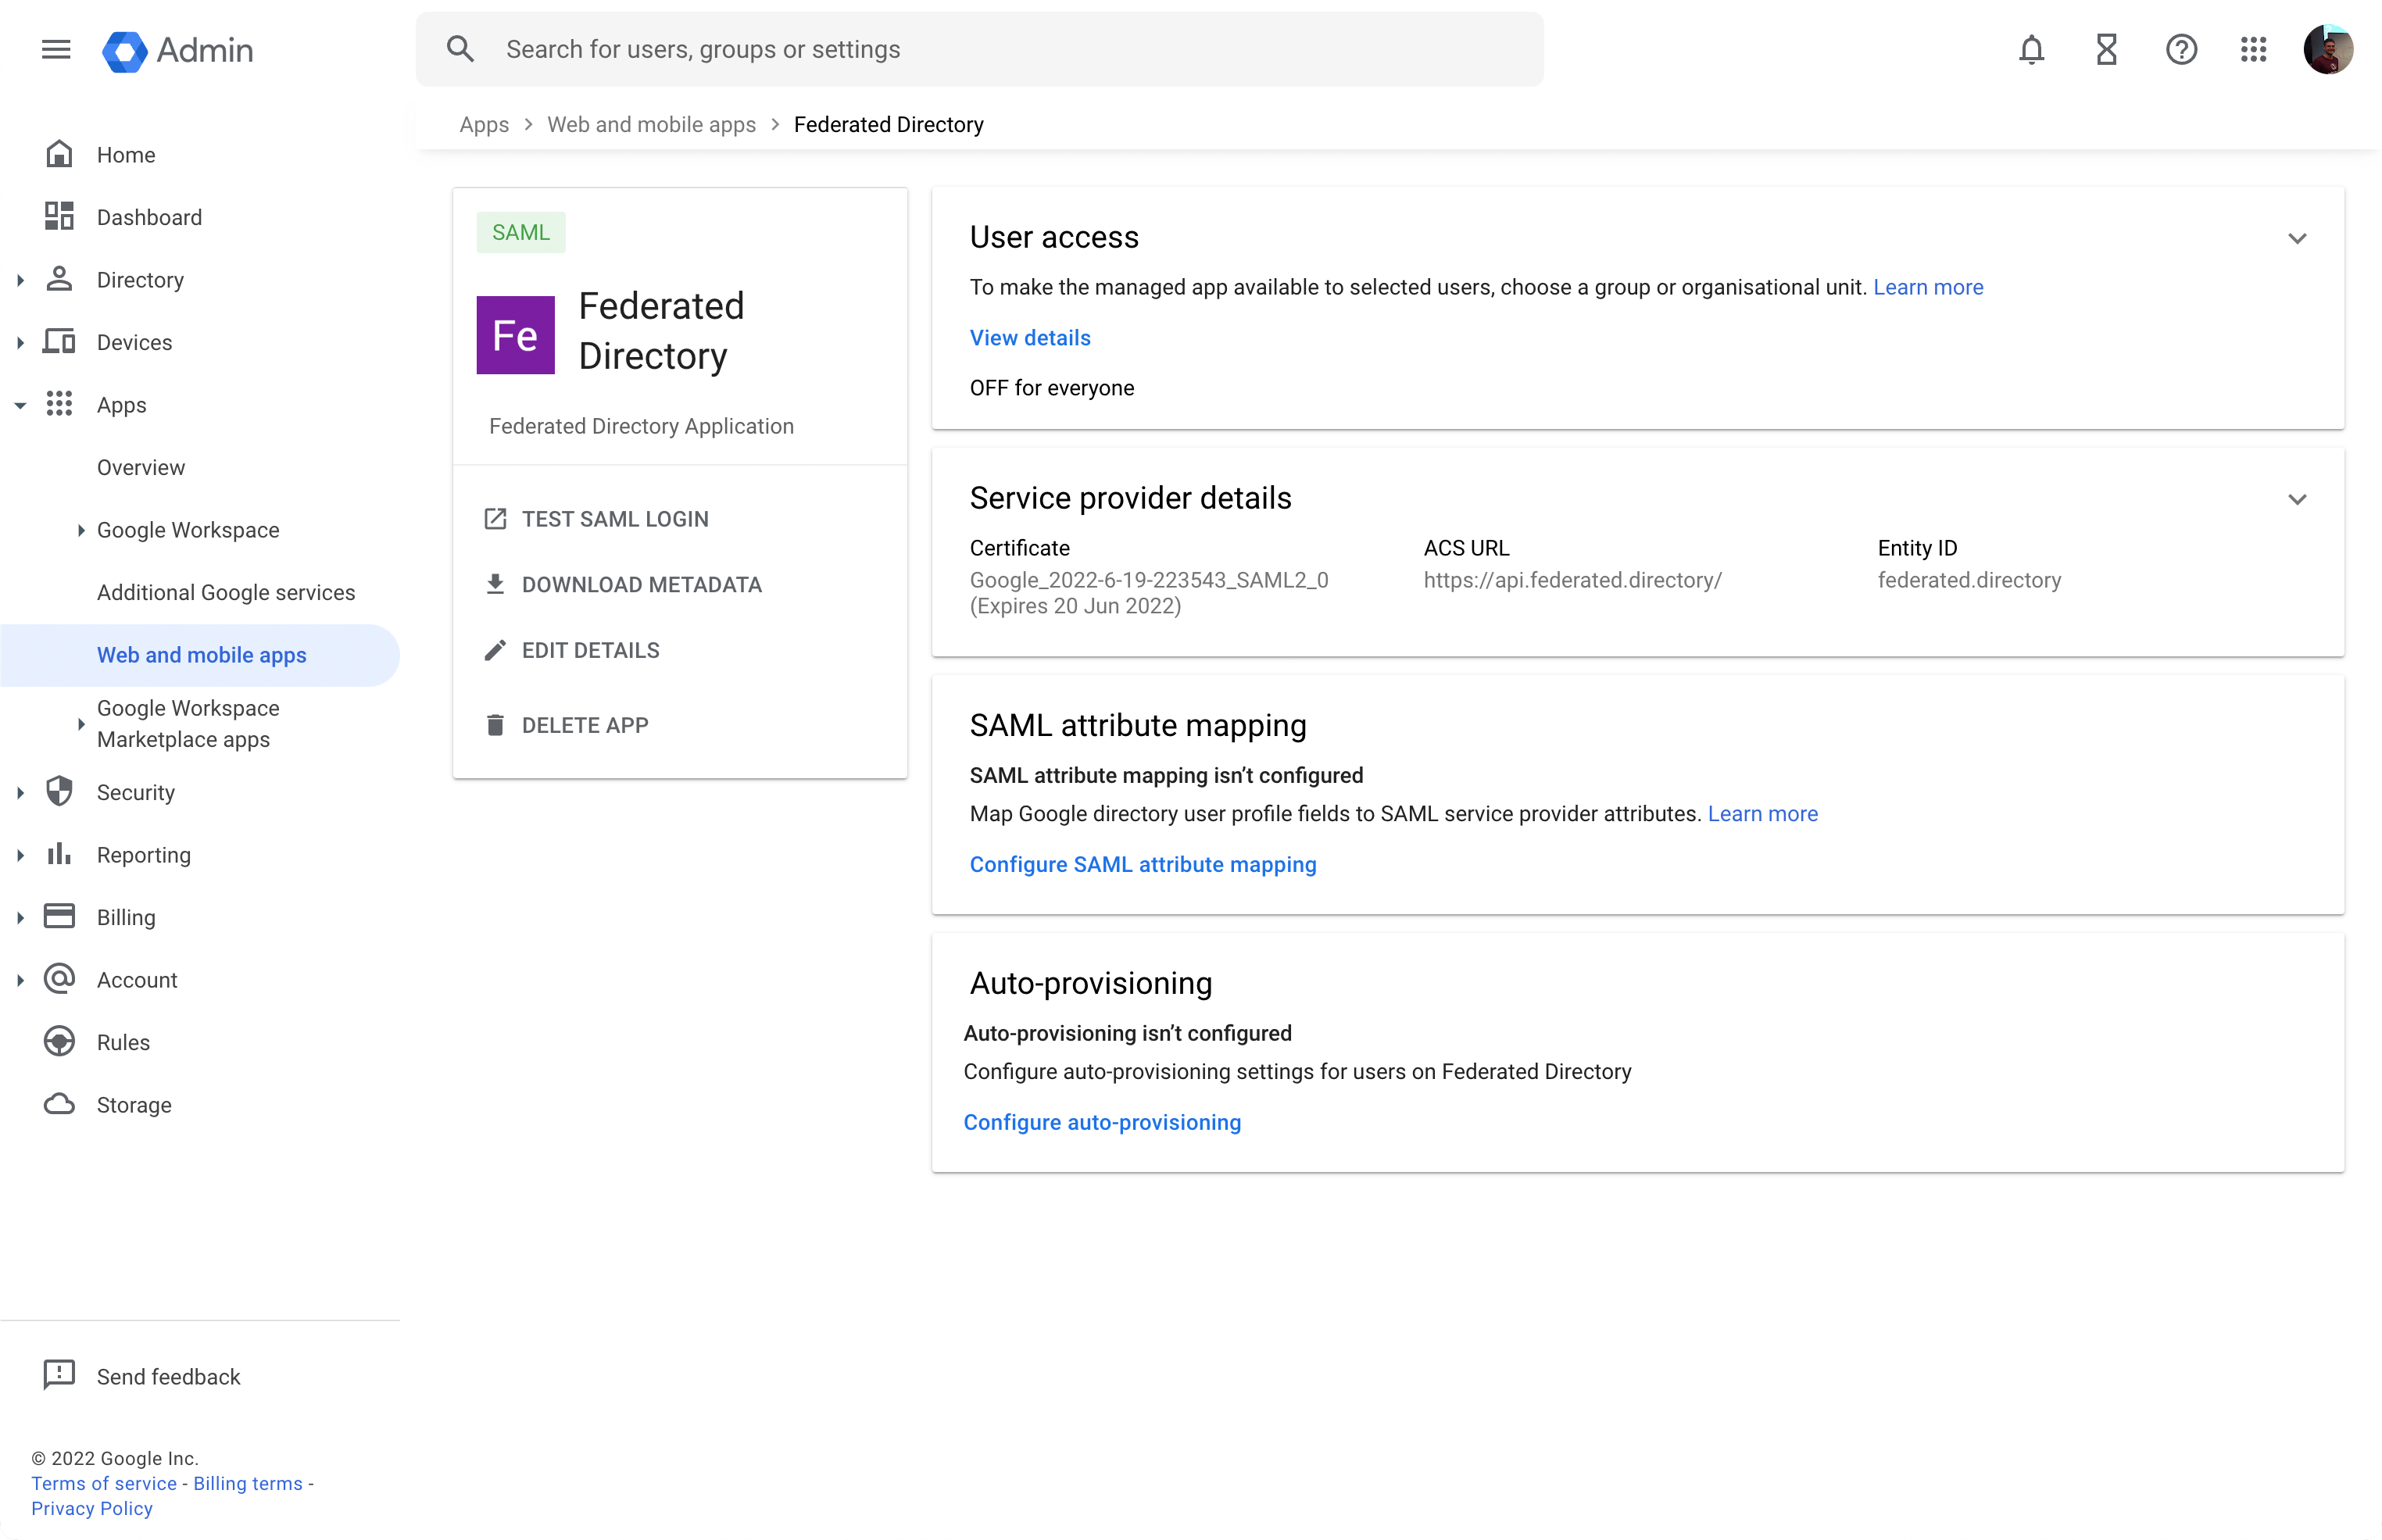 Admin
Search for users, groups or settings
Apps > Web and mobile apps > Federated Directory
Home
Dashboard
Directory
Devices
Apps
Overview
Google Workspace
Additional Google services
Web and mobile apps
Google Workspace
Marketplace apps
Security
Reporting
Billing
Account
Rules
Storage
Send feedback
© 2022 Google Inc.
Terms of service - Billing terms -
Privacy Policy
SAML
Fe
Federated
Directory
Federated Directory Application
TEST SAML LOGIN
DOWNLOAD METADATA
EDIT DETAILS
DELETE APP
User access
To make the managed app available to selected users, choose a group or organisational unit. Learn more
View details
OFF for everyone
Service provider details
Certificate
Google_2022-6-19-223543_SAML2_0
(Expires 20 Jun 2022)
ACS URL
https://api.federated.directory/
Entity ID
federated.directory
SAML attribute mapping
SAML attribute mapping isn’t configured
Map Google directory user profile fields to SAML service provider attributes. Learn more
Configure SAML attribute mapping
Auto-provisioning
Auto-provisioning isn’t configured
Configure auto-provisioning settings for users on Federated Directory
Configure auto-provisioning